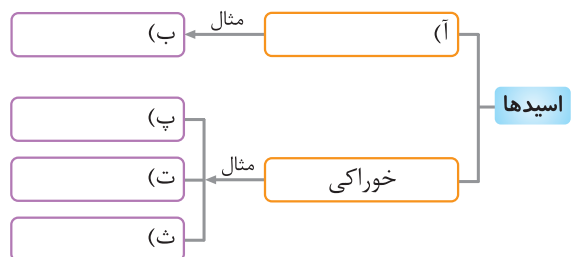 اسیدها
آ)
مثال
ب)
خوراکی
مثال
پ)
ت)
ث)